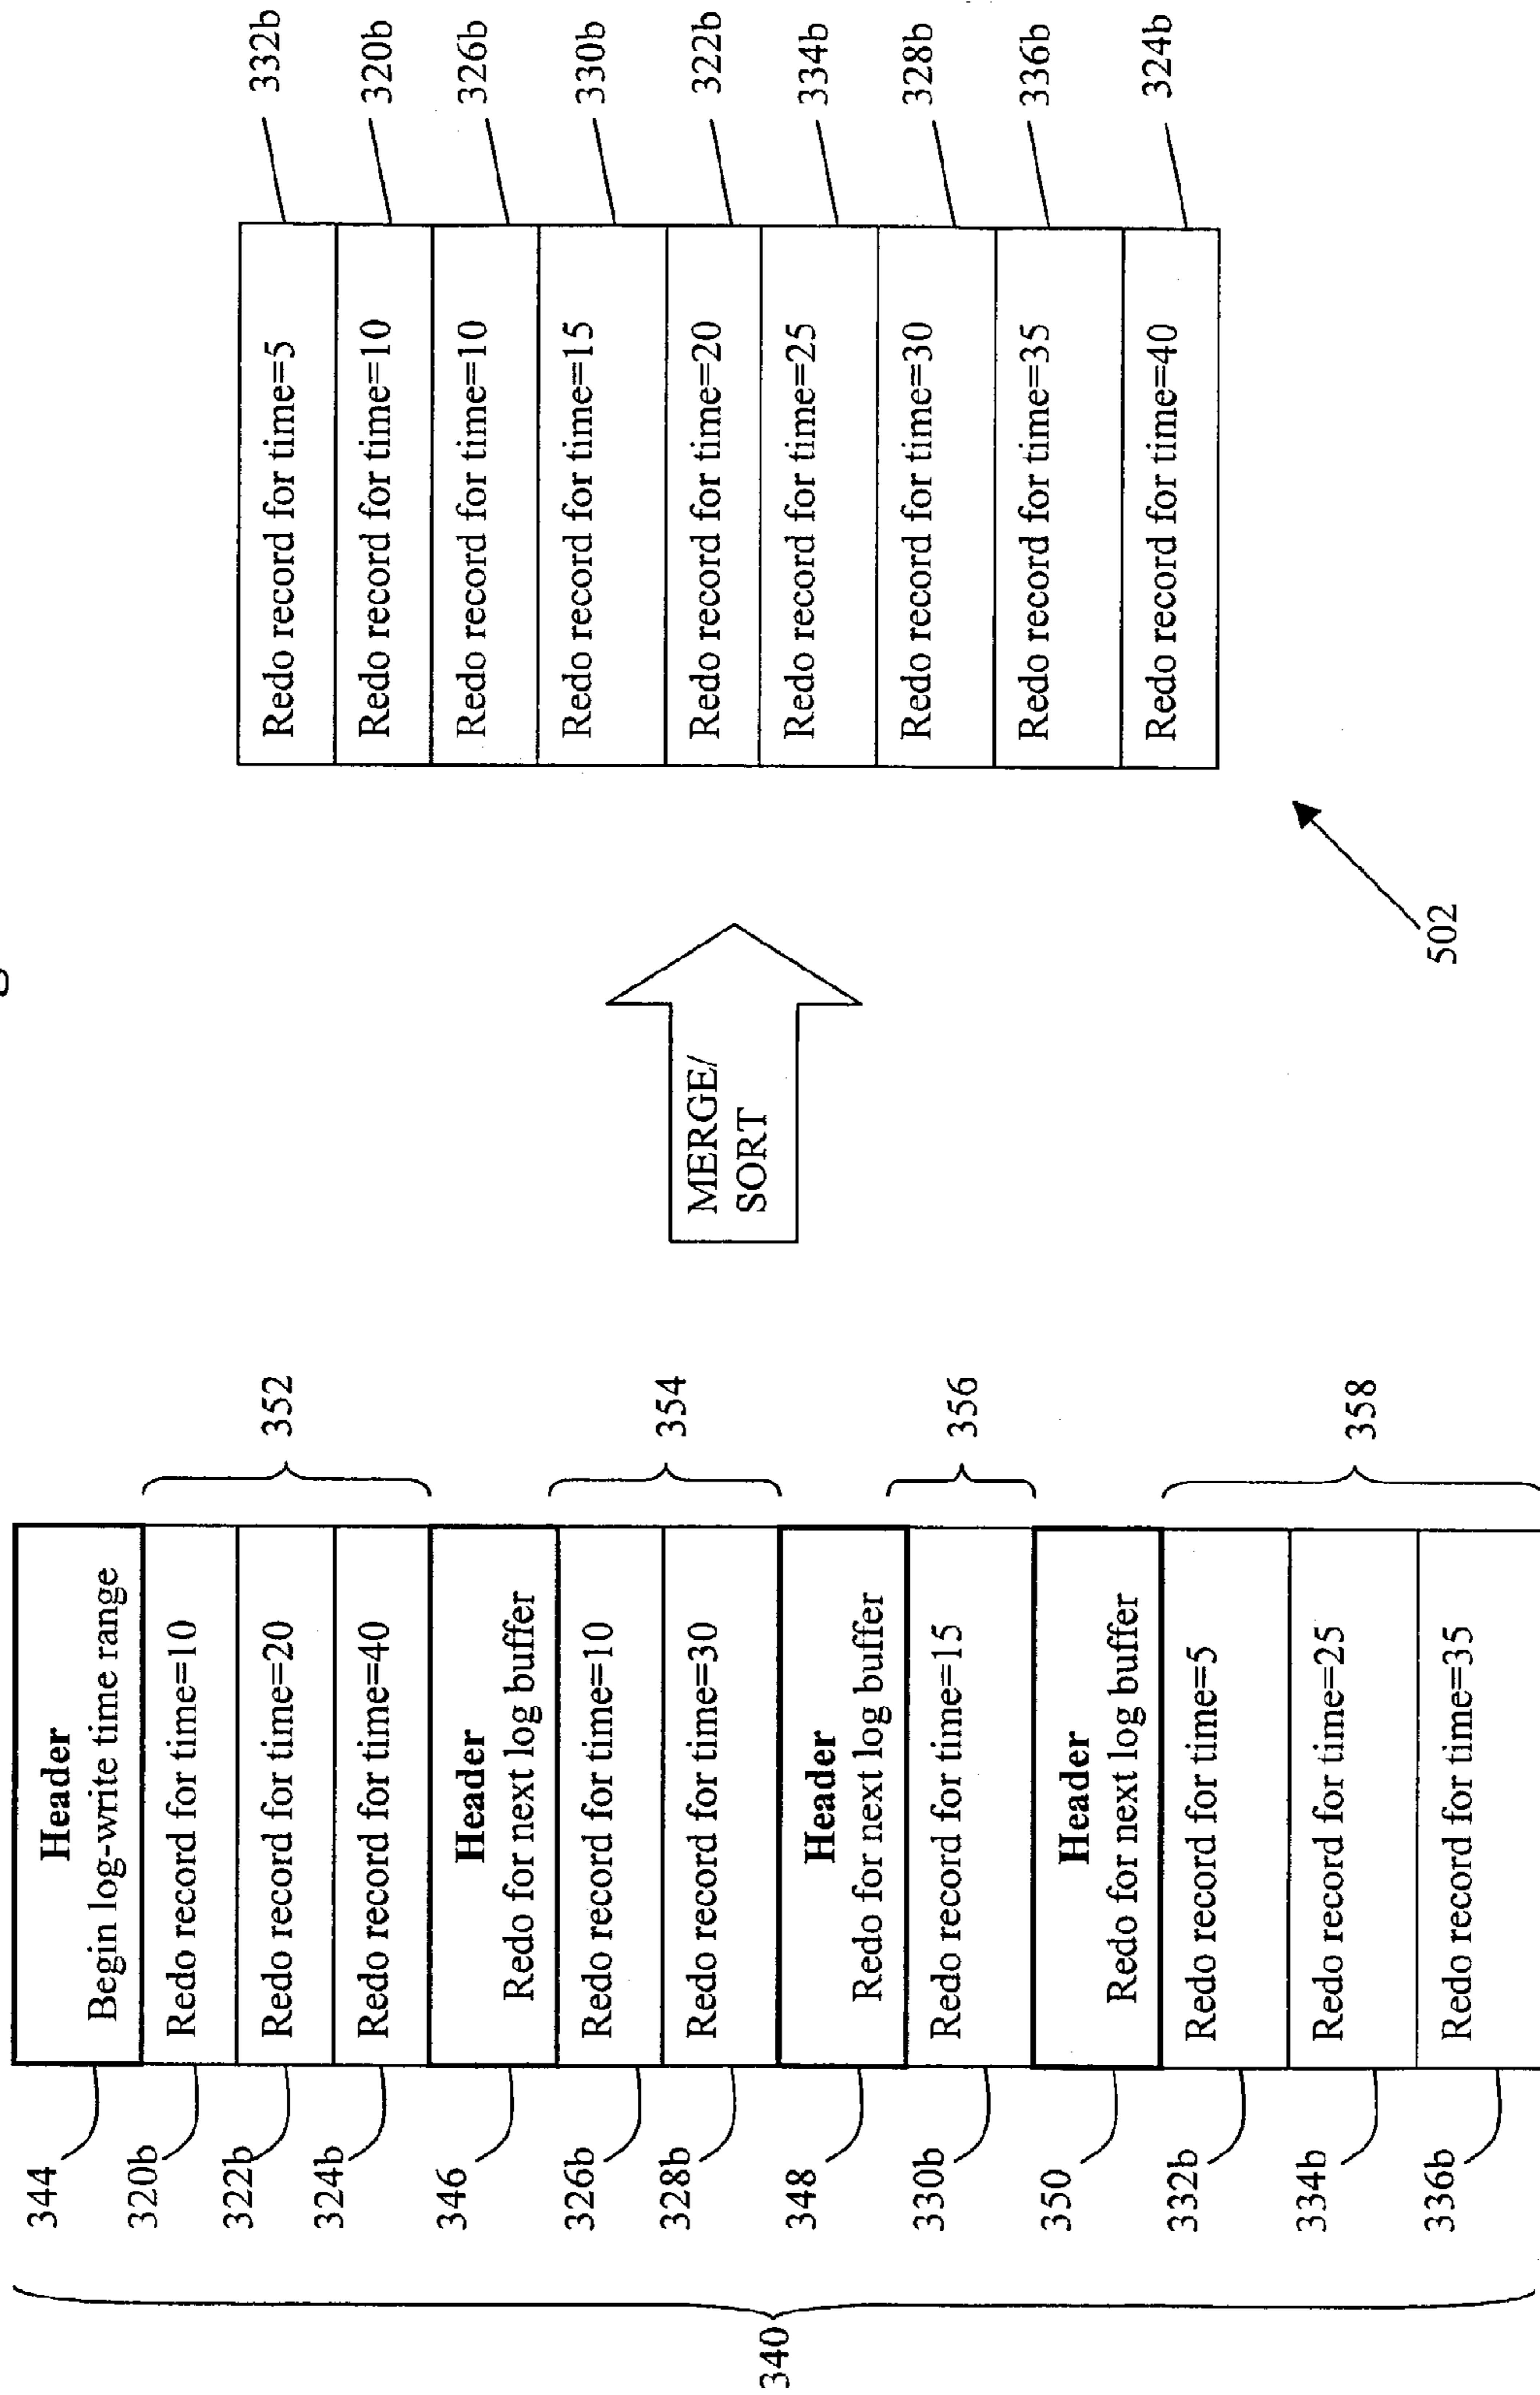 340
344
Header
Begin log-write time range
320b
Redo record for time=10
322b
Redo record for time=20
324b
Redo record for time=40
352
346
Header
Redo for next log buffer
326b
Redo record for time=10
328b
Redo record for time=30
354
348
Header
Redo for next log buffer
330b
Redo record for time=15
356
350
Header
Redo for next log buffer
332b
Redo record for time=5
334b
Redo record for time=25
336b
Redo record for time=35
358
MERGE/
SORT
Redo record for time=5
332b
Redo record for time=10
320b
Redo record for time=10
326b
Redo record for time=15
330b
Redo record for time=20
322b
Redo record for time=25
334b
Redo record for time=30
328b
Redo record for time=35
336b
Redo record for time=40
324b
502